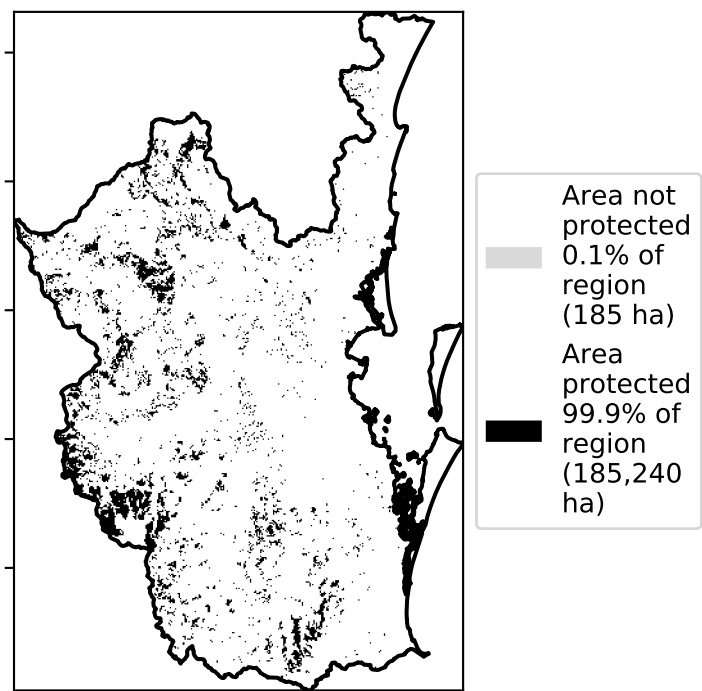 Area not
protected
0.1% of
region
(185 ha)
Area
protected
99.9% of
region
(185,240
ha)